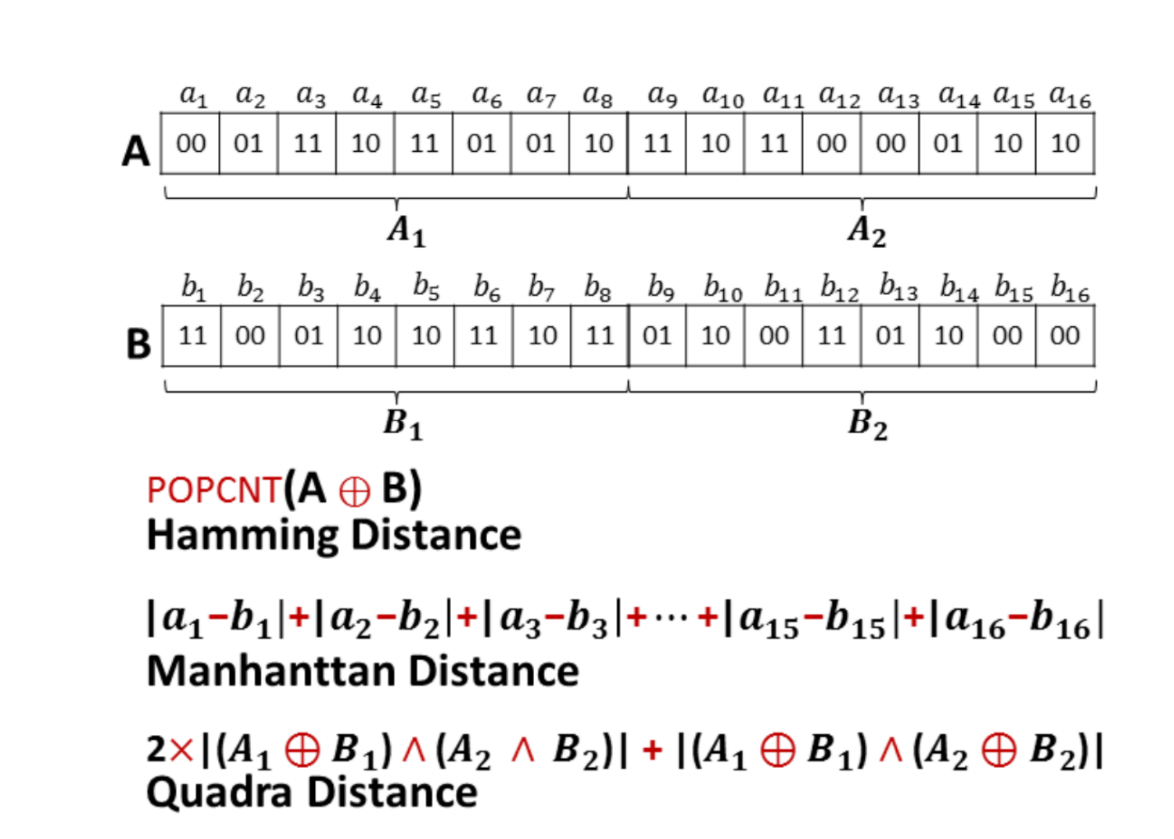 a₁ a₂ a₃ a₄ a₅ a₆ a₇ a₈ a₉ a₁₀ a₁₁ a₁₂ a₁₃ a₁₄ a₁₅ a₁₆
A 00 01 11 10 11 01 01 10 11 10 11 00 00 01 10 10
A₁ A₂
b₁ b₂ b₃ b₄ b₅ b₆ b₇ b₈ b₉ b₁₀ b₁₁ b₁₂ b₁₃ b₁₄ b₁₅ b₁₆
B 11 00 01 10 10 11 10 11 01 10 00 11 01 10 00 00
B₁ B₂
POPCNT(A ⊕ B)
Hamming Distance
|a₁−b₁|+|a₂−b₂|+|a₃−b₃|+⋯+|a₁₅−b₁₅|+|a₁₆−b₁₆|
Manhanttan Distance
2×|(A₁ ⊕ B₁) ∧ (A₂ ∧ B₂)| + |(A₁ ⊕ B₁) ∧ (A₂ ⊕ B₂)|
Quadra Distance